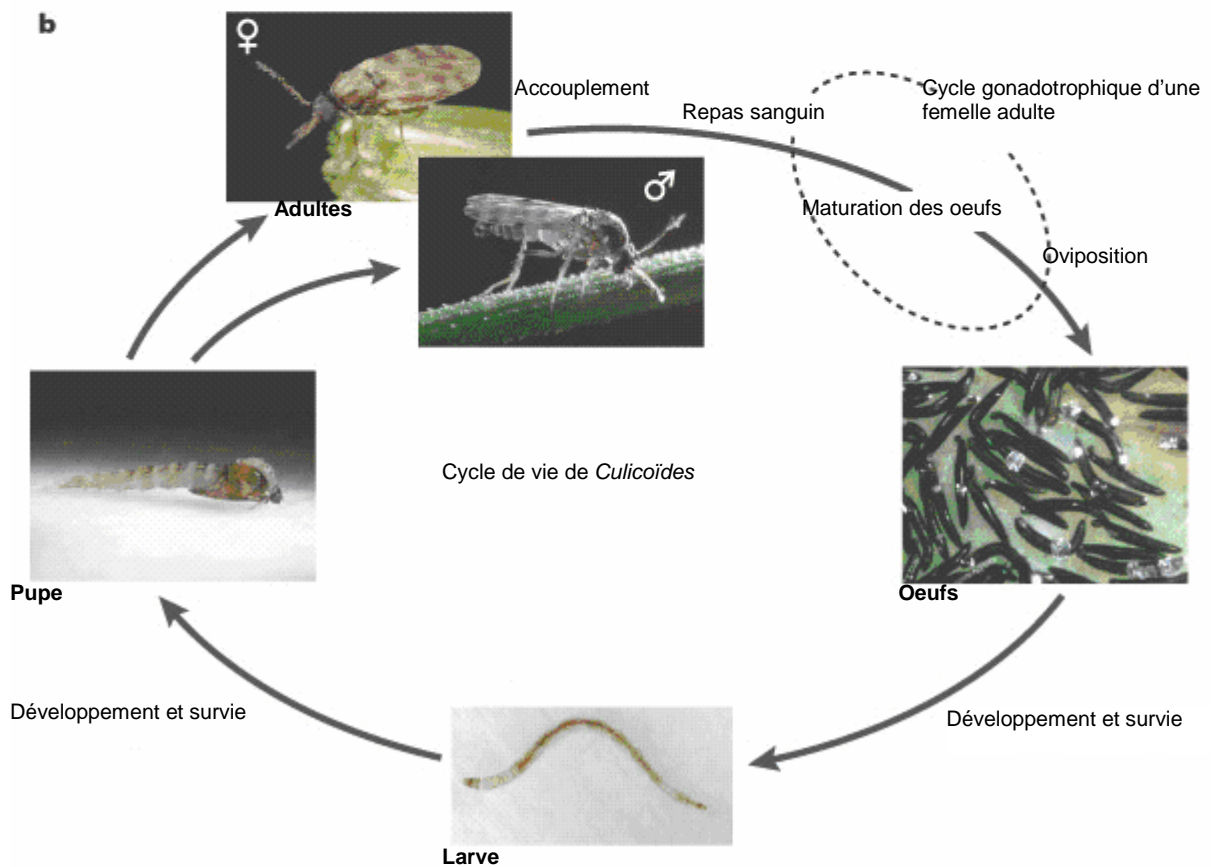 b
♀
Accouplement
Cycle gonadotrophique d'une
femelle adulte
Repas sanguin
♂
Adultes
Maturation des oeufs
Oviposition
Cycle de vie de Culicoïdes
Pupe
Oeufs
Développement et survie
Développement et survie
Larve